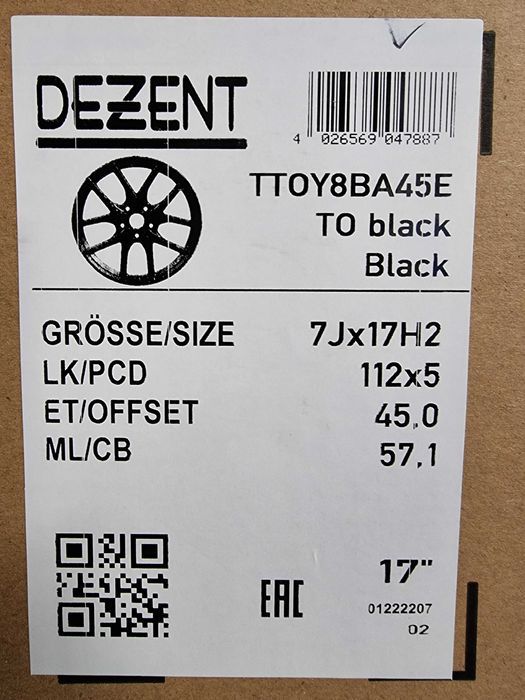 DEZENT
4 026569 047887
TTOY8BA45E
TO black
Black
GRÖSSE/SIZE 7Jx17H2
LK/PCD 112x5
ET/OFFSET 45,0
ML/CB 57,1
17"
EAC
01222207
02